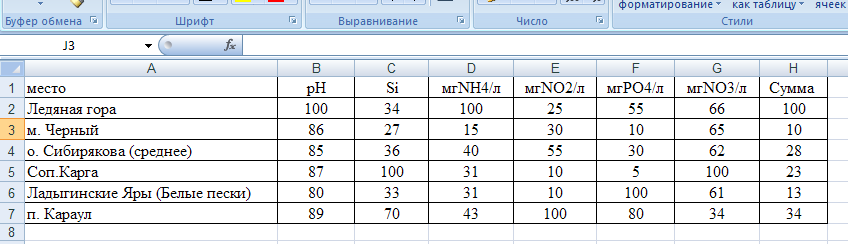 форматирование как таблицу ячеек
Буфер обмена Шрифт Выравнивание Число Стили
J3 fx
A B C D E F G H
1 место pH Si мгNH4/л мгNO2/л мгPO4/л мгNO3/л Сумма
2 Ледяная гора 100 34 100 25 55 66 100
3 м. Черный 86 27 15 30 10 65 10
4 о. Сибирякова (среднее) 85 36 40 55 30 62 28
5 Соп.Карга 87 100 31 10 5 100 23
6 Ладыгинские Яры (Белые пески) 80 33 31 10 100 61 13
7 п. Караул 89 70 43 100 80 34 34
8